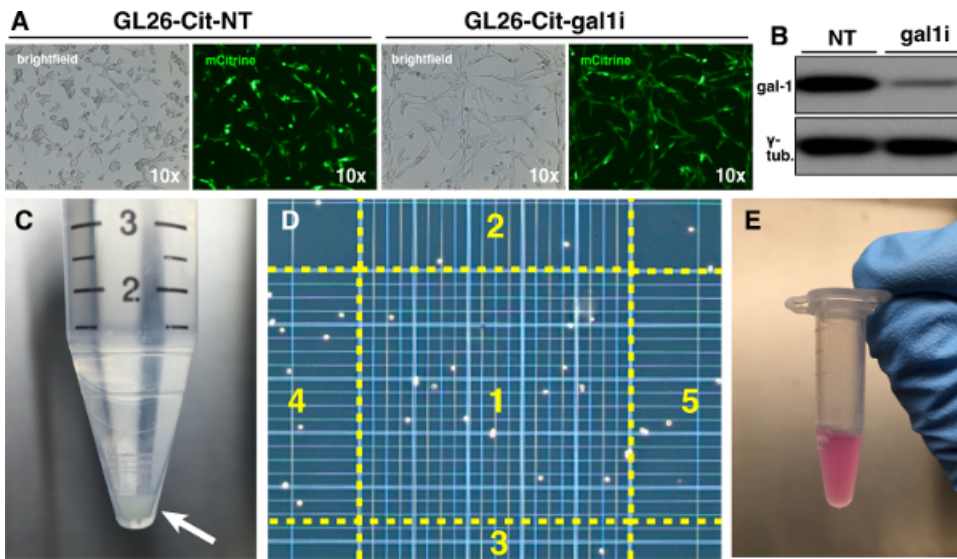 A
GL26-Cit-NT
GL26-Cit-gal1i
brightfield
10x
mCitrine
10x
brightfield
10x
mCitrine
10x
B
NT
gal1i
gal-1
γ-
tub.
C
3
2.
D
2
4
1
5
3
E